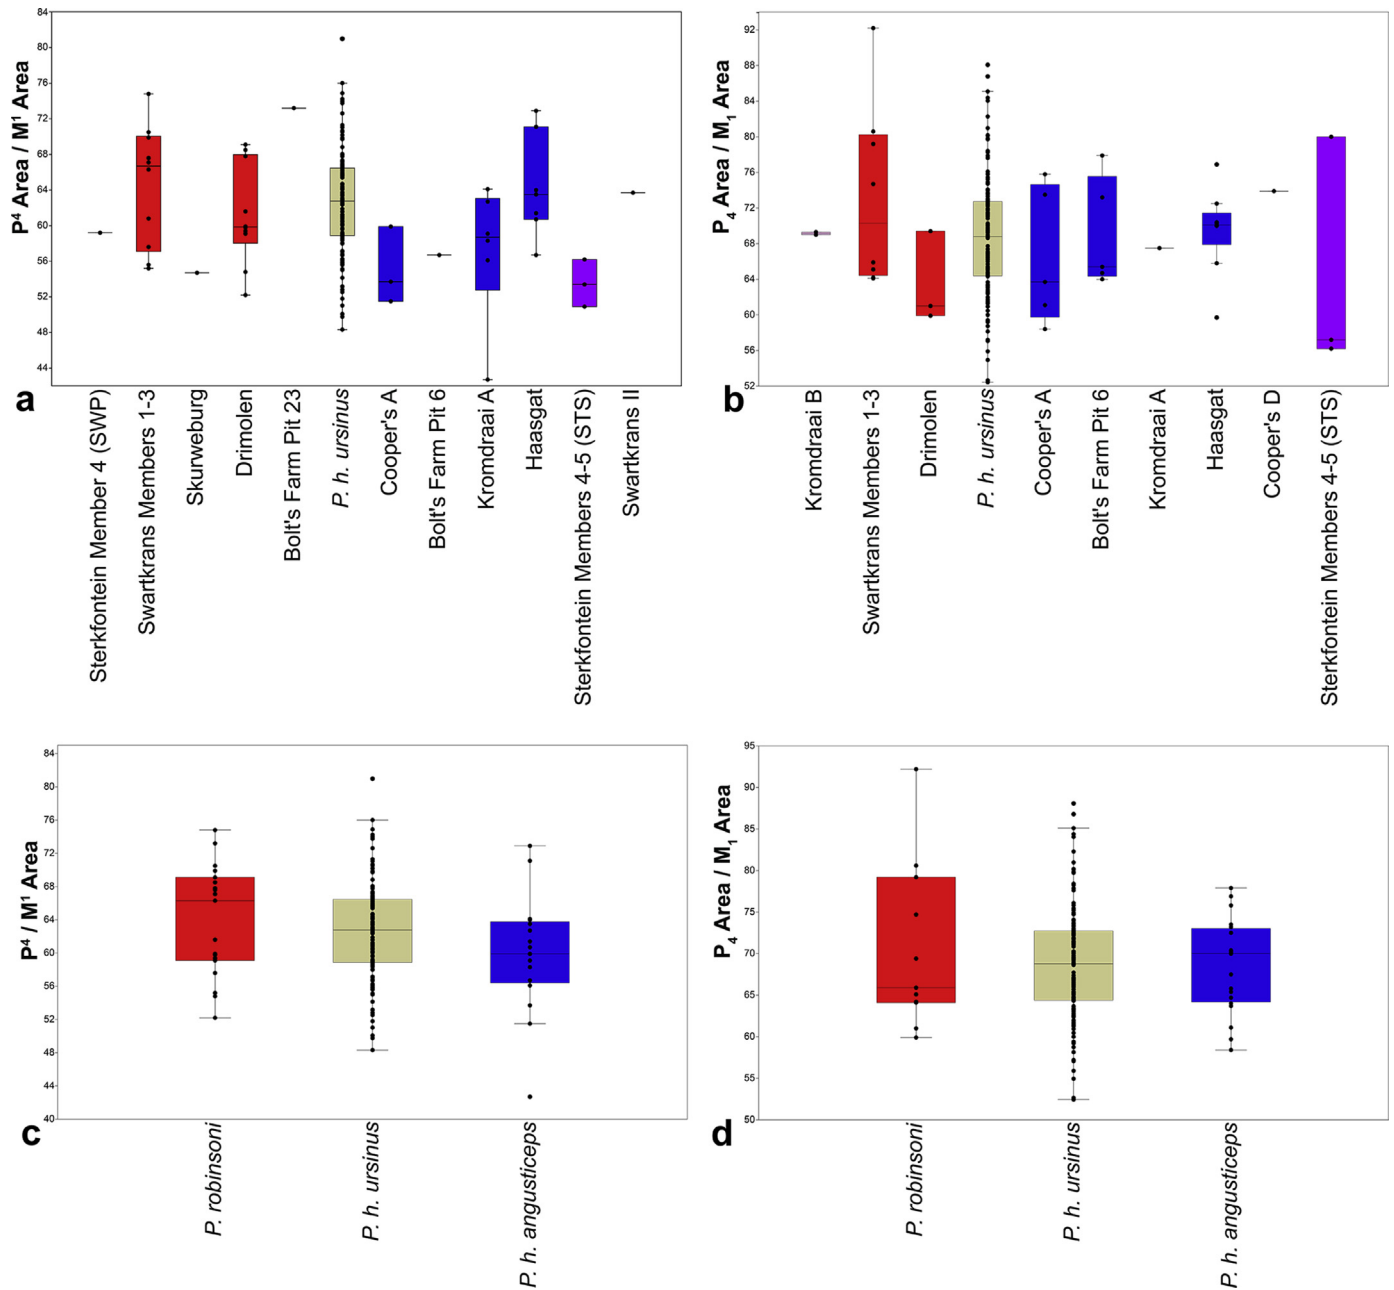 P⁴ Area / M¹ Area
84
80
76
72
68
64
60
56
52
48
44
a
Sterkfontein Member 4 (SWP)
Swartkrans Members 1-3
Skurweburg
Drimolen
Bolt's Farm Pit 23
P. h. ursinus
Cooper's A
Bolt's Farm Pit 6
Kromdraai A
Haasgat
Sterkfontein Members 4-5 (STS)
Swartkrans II
P₄ Area / M₁ Area
92
88
84
80
76
72
68
64
60
56
52
b
Kromdraai B
Swartkrans Members 1-3
Drimolen
P. h. ursinus
Cooper's A
Bolt's Farm Pit 6
Kromdraai A
Haasgat
Cooper's D
Sterkfontein Members 4-5 (STS)
P⁴ / M¹ Area
84
80
76
72
68
64
60
56
52
48
44
40
c
P. robinsoni
P. h. ursinus
P. h. angusticeps
P₄ Area / M₁ Area
95
90
85
80
75
70
65
60
55
50
d
P. robinsoni
P. h. ursinus
P. h. angusticeps